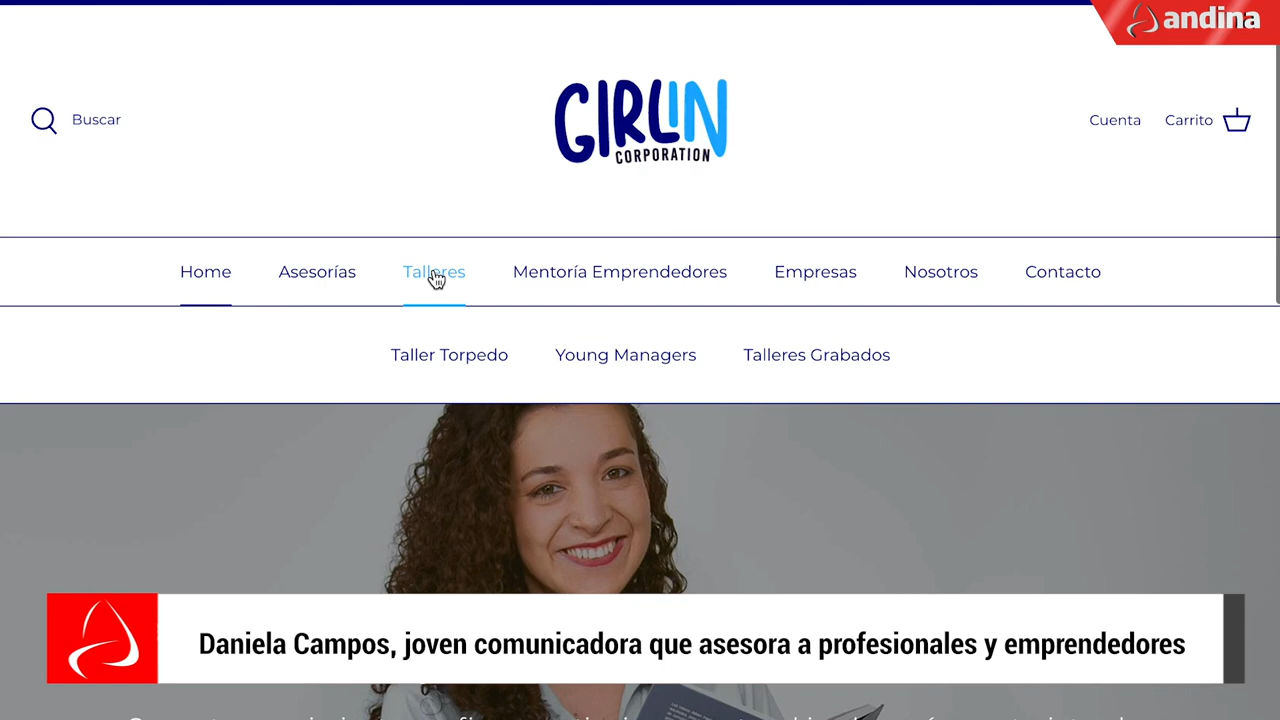 andina
Buscar
GIRLIN
CORPORATION
Cuenta
Carrito
Home
Asesorías
Talleres
Mentoría Emprendedores
Empresas
Nosotros
Contacto
Taller Torpedo
Young Managers
Talleres Grabados
Daniela Campos, joven comunicadora que asesora a profesionales y emprendedores